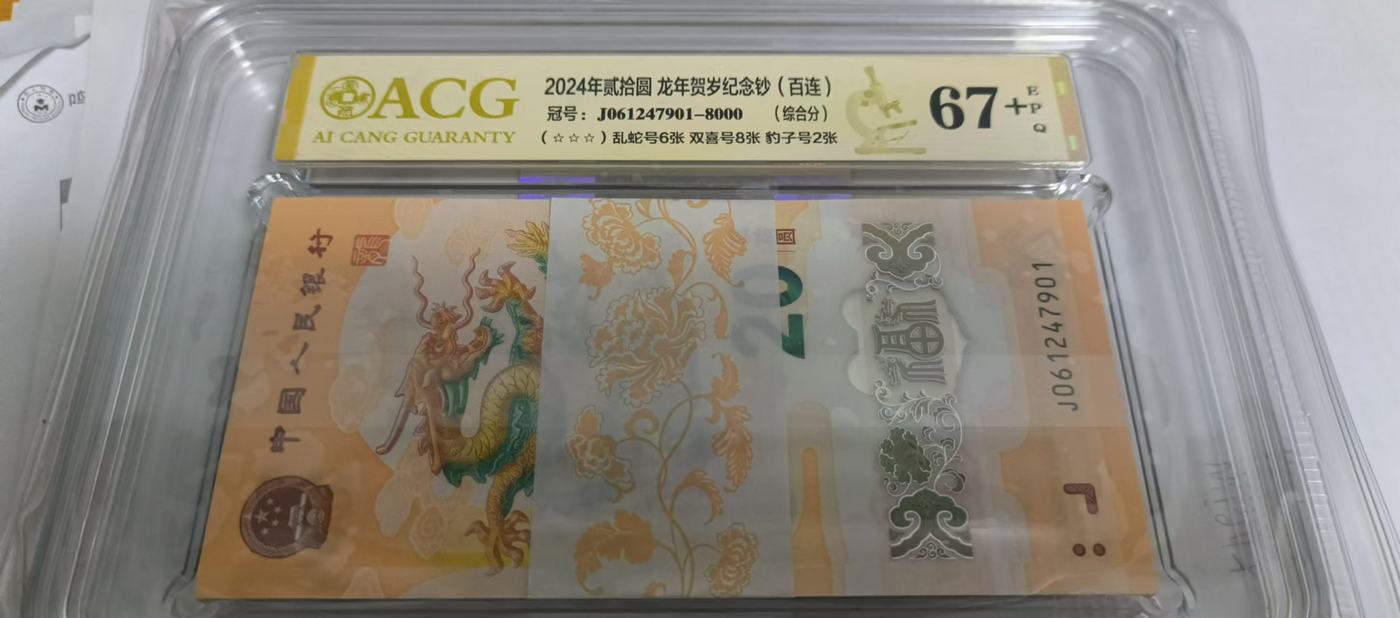 ACG
AI CANG GUARANTY
2024年贰拾圆 龙年贺岁纪念钞（百连）
冠号：J061247901-8000 （综合分）
（☆☆☆）乱蛇号6张 双喜号8张 豹子号2张
67+
EPQ
中国人民银行
20
福
J061247901